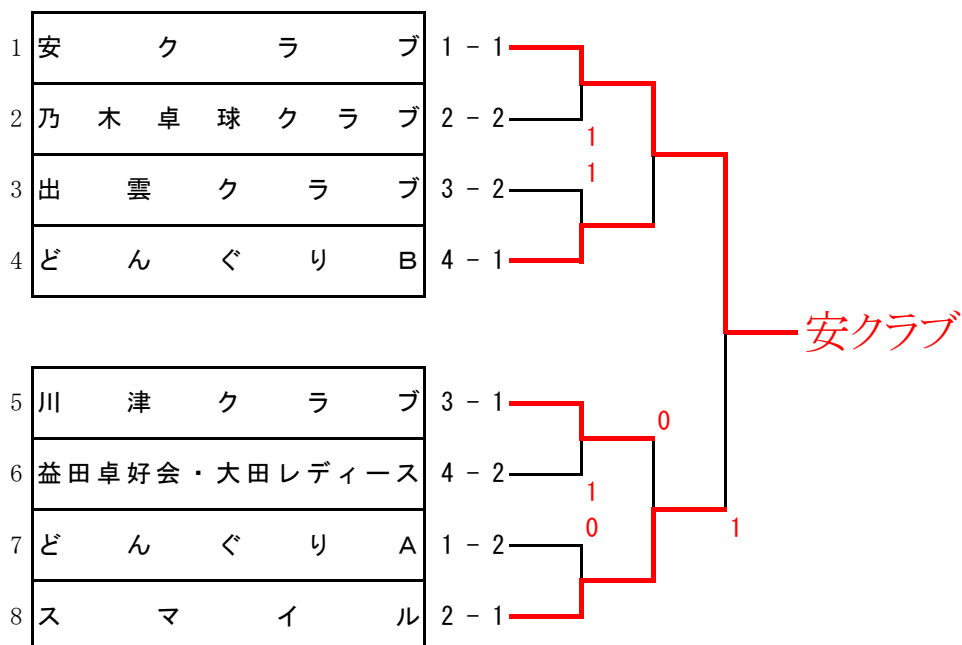 1 安クラブ 1 - 1
2 乃木卓球クラブ 2 - 2
1
1
3 出雲クラブ 3 - 2
4 どんぐりB 4 - 1
安クラブ
5 川津クラブ 3 - 1
0
6 益田卓好会・大田レディース 4 - 2
1
0
1
7 どんぐりA 1 - 2
8 スマイル 2 - 1